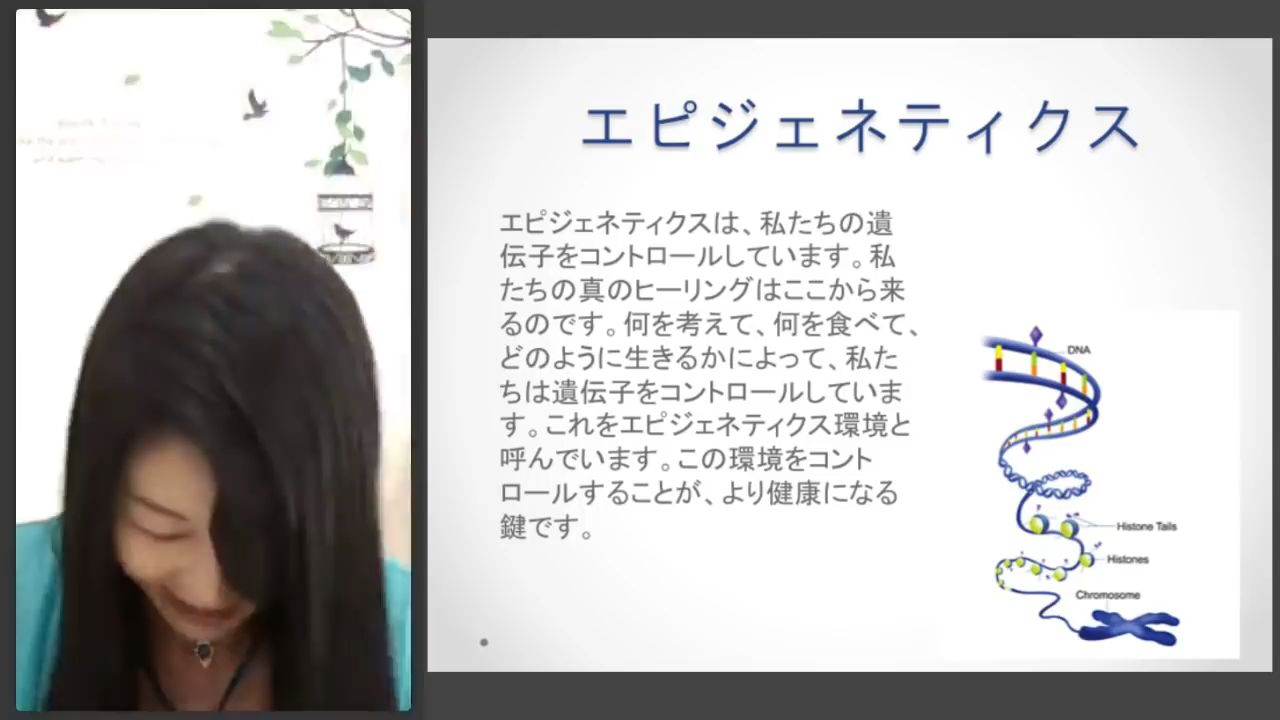 エピジェネティクス
エピジェネティクスは、私たちの遺
伝子をコントロールしています。私
たちの真のヒーリングはここから来
るのです。何を考えて、何を食べて、
どのように生きるかによって、私た
ちは遺伝子をコントロールしていま
す。これをエピジェネティクス環境と
呼んでいます。この環境をコント
ロールすることが、より健康になる
鍵です。
DNA
Histone Tails
Histones
Chromosome